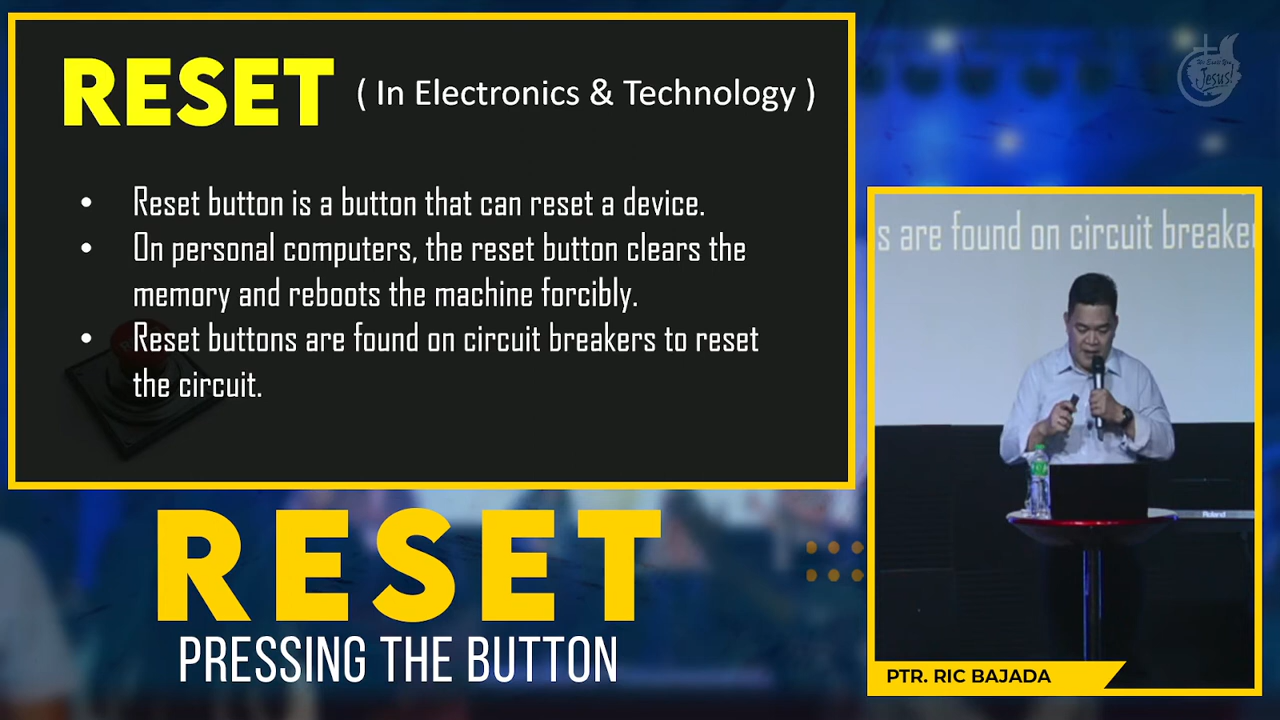 RESET ( In Electronics & Technology )
• Reset button is a button that can reset a device.
• On personal computers, the reset button clears the
memory and reboots the machine forcibly.
• Reset buttons are found on circuit breakers to reset
the circuit.
RESET
PRESSING THE BUTTON
Jesus!
s are found on circuit breaker
Roland
PTR. RIC BAJADA